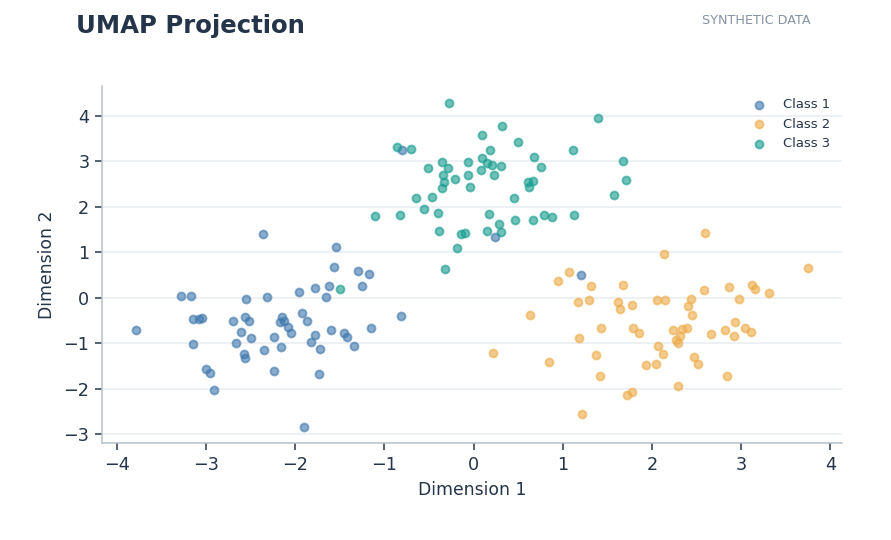 UMAP Projection
SYNTHETIC DATA
Class 1
Class 2
Class 3
Dimension 2
4
3
2
1
0
−1
−2
−3
−4 −3 −2 −1 0 1 2 3 4
Dimension 1